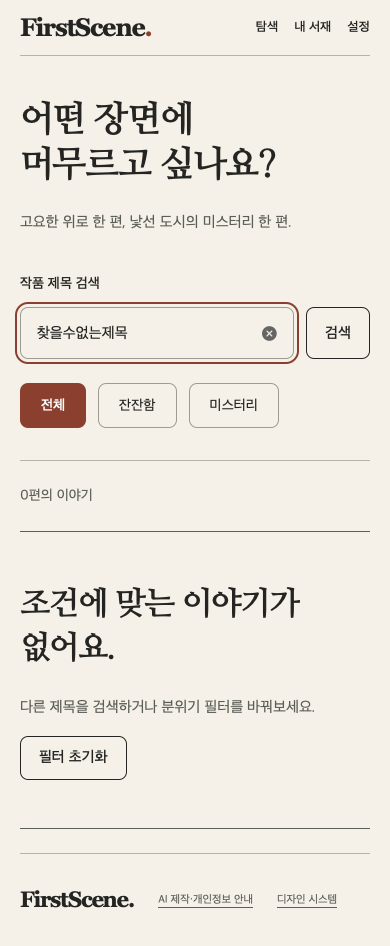 FirstScene.
탐색 내 서재 설정
어떤 장면에
머무르고 싶나요?
고요한 위로 한 편, 낯선 도시의 미스터리 한 편.
작품 제목 검색
찾을수없는제목
검색
전체 잔잔함 미스터리
0편의 이야기
조건에 맞는 이야기가
없어요.
다른 제목을 검색하거나 분위기 필터를 바꿔보세요.
필터 초기화
FirstScene. AI 제작·개인정보 안내 디자인 시스템